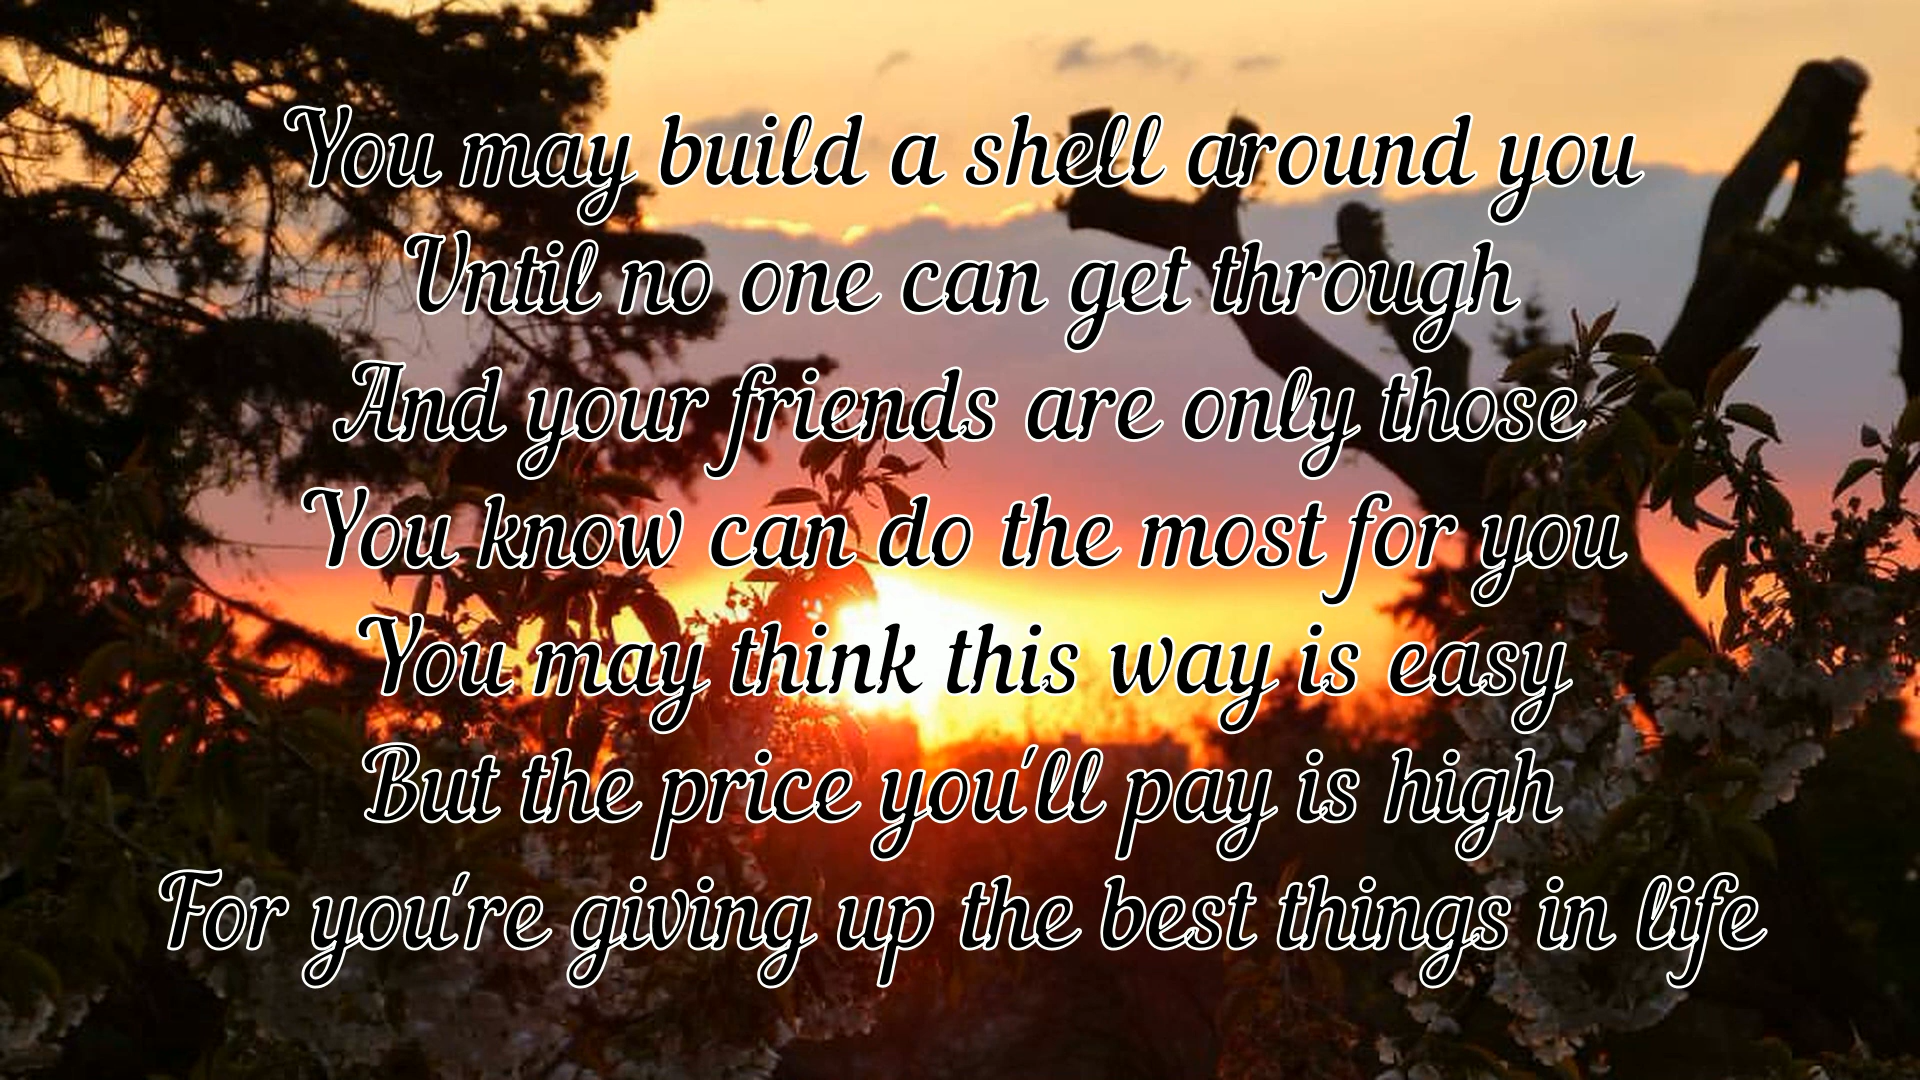 You may build a shell around you
Until no one can get through
And your friends are only those
You know can do the most for you
You may think this way is easy
But the price you'll pay is high
For you're giving up the best things in life